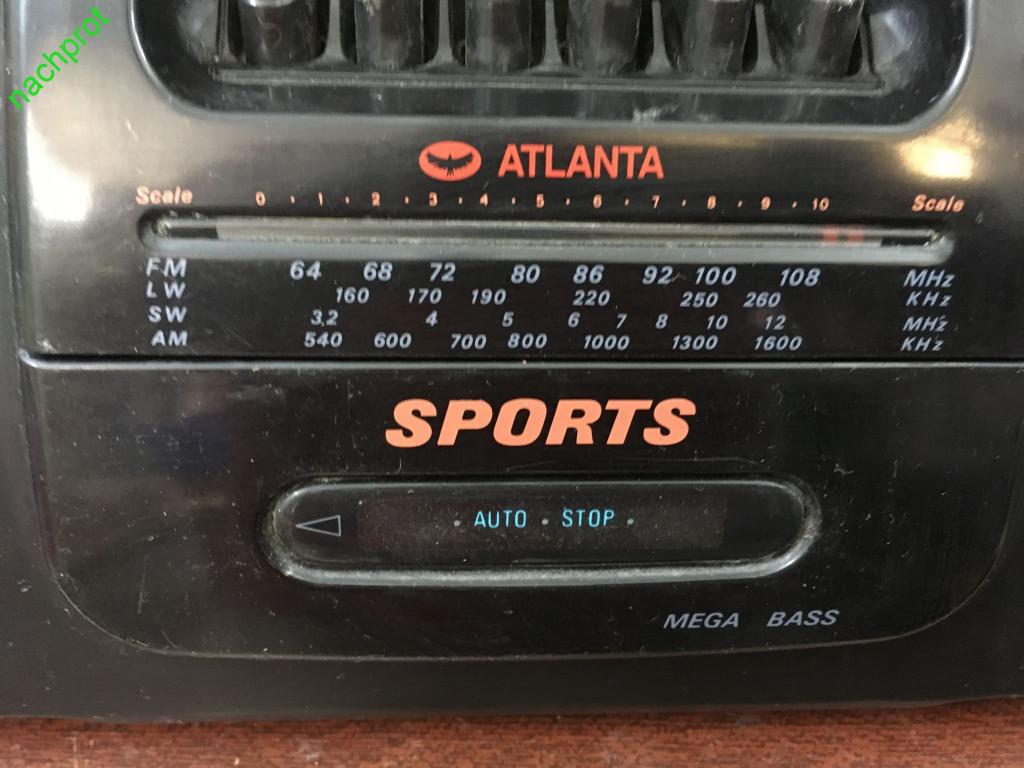 nachprot
ATLANTA
Scale 0 · 1 · 2 · 3 · 4 · 5 · 6 · 7 · 8 · 9 · 10 Scale
FM 64 68 72 80 86 92 100 108 MHz
LW 160 170 190 220 250 260 KHz
SW 3,2 4 5 6 7 8 10 12 MHz
AM 540 600 700 800 1000 1300 1600 KHz
SPORTS
· AUTO · STOP ·
MEGA BASS